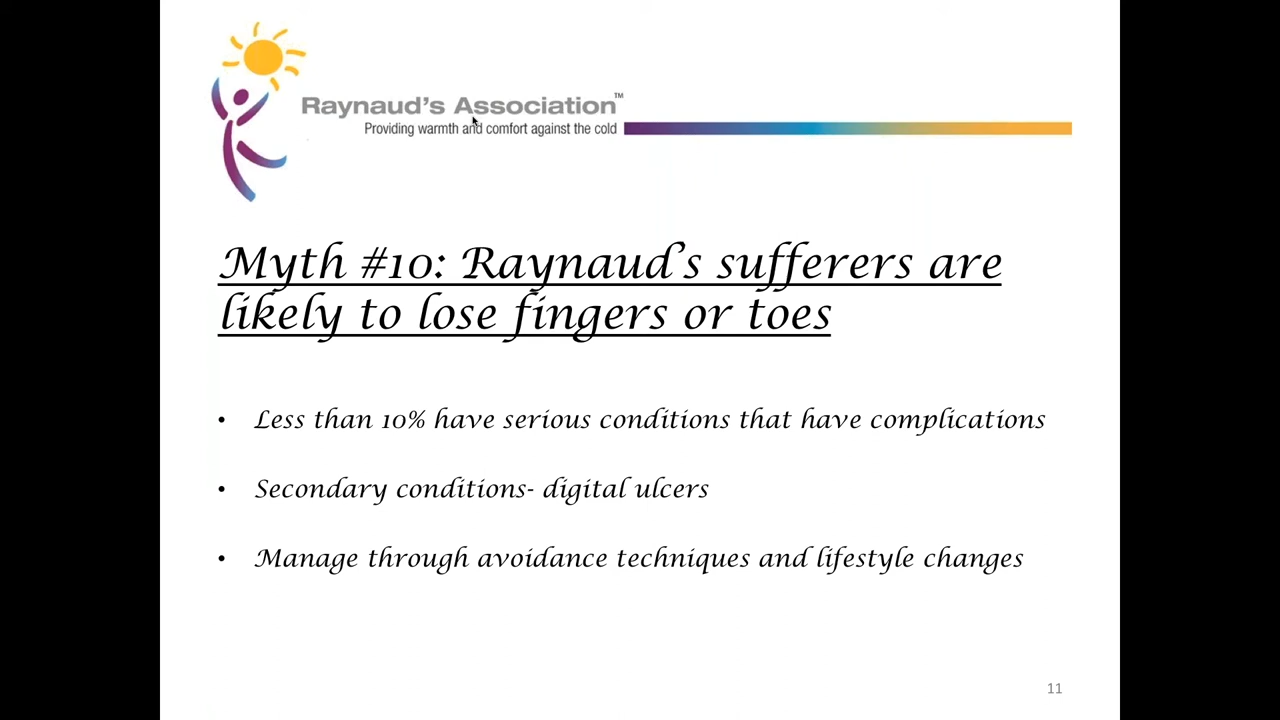 Raynaud's Association™
Providing warmth and comfort against the cold
Myth #10: Raynaud's sufferers are
likely to lose fingers or toes
• Less than 10% have serious conditions that have complications
• Secondary conditions- digital ulcers
• Manage through avoidance techniques and lifestyle changes
11